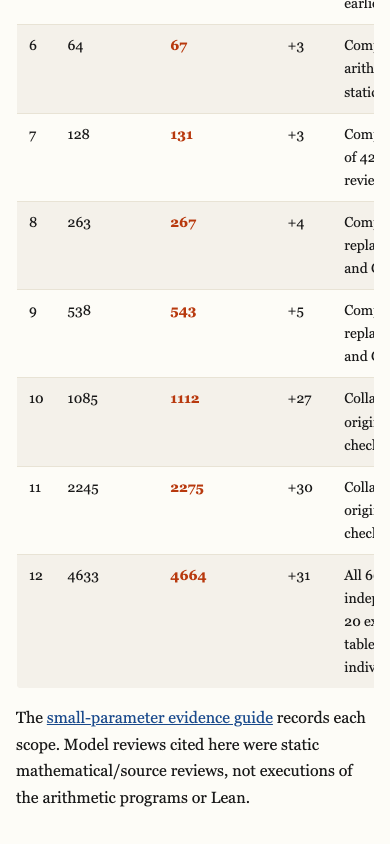 6 64 67 +3 Com
arith
static
7 128 131 +3 Com
of 42
revie
8 263 267 +4 Com
repla
and
9 538 543 +5 Com
repla
and
10 1085 1112 +27 Colla
origi
chec
11 2245 2275 +30 Colla
origi
chec
12 4633 4664 +31 All 6
indep
20 ex
table
indiv
The small-parameter evidence guide records each
scope. Model reviews cited here were static
mathematical/source reviews, not executions of
the arithmetic programs or Lean.